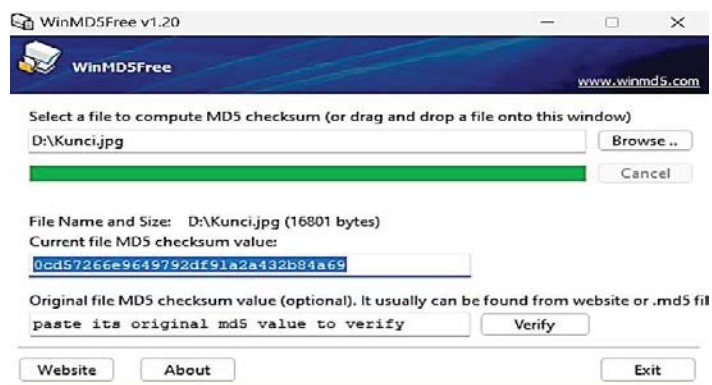 WinMD5Free v1.20
WinMD5Free
www.winmd5.com
Select a file to compute MD5 checksum (or drag and drop a file onto this window)
D:\Kunci.jpg
Browse ..
Cancel
File Name and Size: D:\Kunci.jpg (16801 bytes)
Current file MD5 checksum value:
0cd57266e9649792df91a2a432b84a69
Original file MD5 checksum value (optional). It usually can be found from website or .md5 fil
paste its original md5 value to verify
Verify
Website
About
Exit